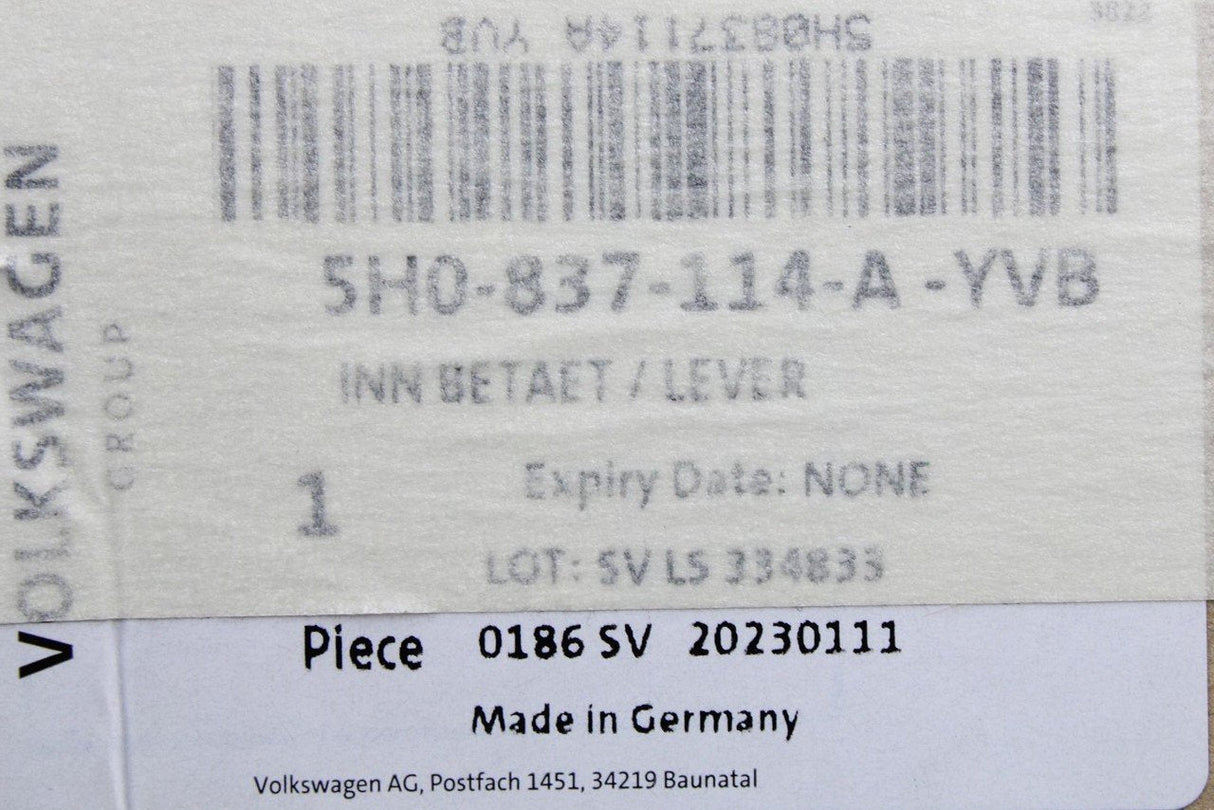 3822
5H0837114A YVB
5H0-837-114-A -YVB
INN BETAET / LEVER
1
Expiry Date: NONE
LOT: SV LS 334833
Piece 0186 SV 20230111
Made in Germany
Volkswagen AG, Postfach 1451, 34219 Baunatal
VOLKSWAGEN
GROUP